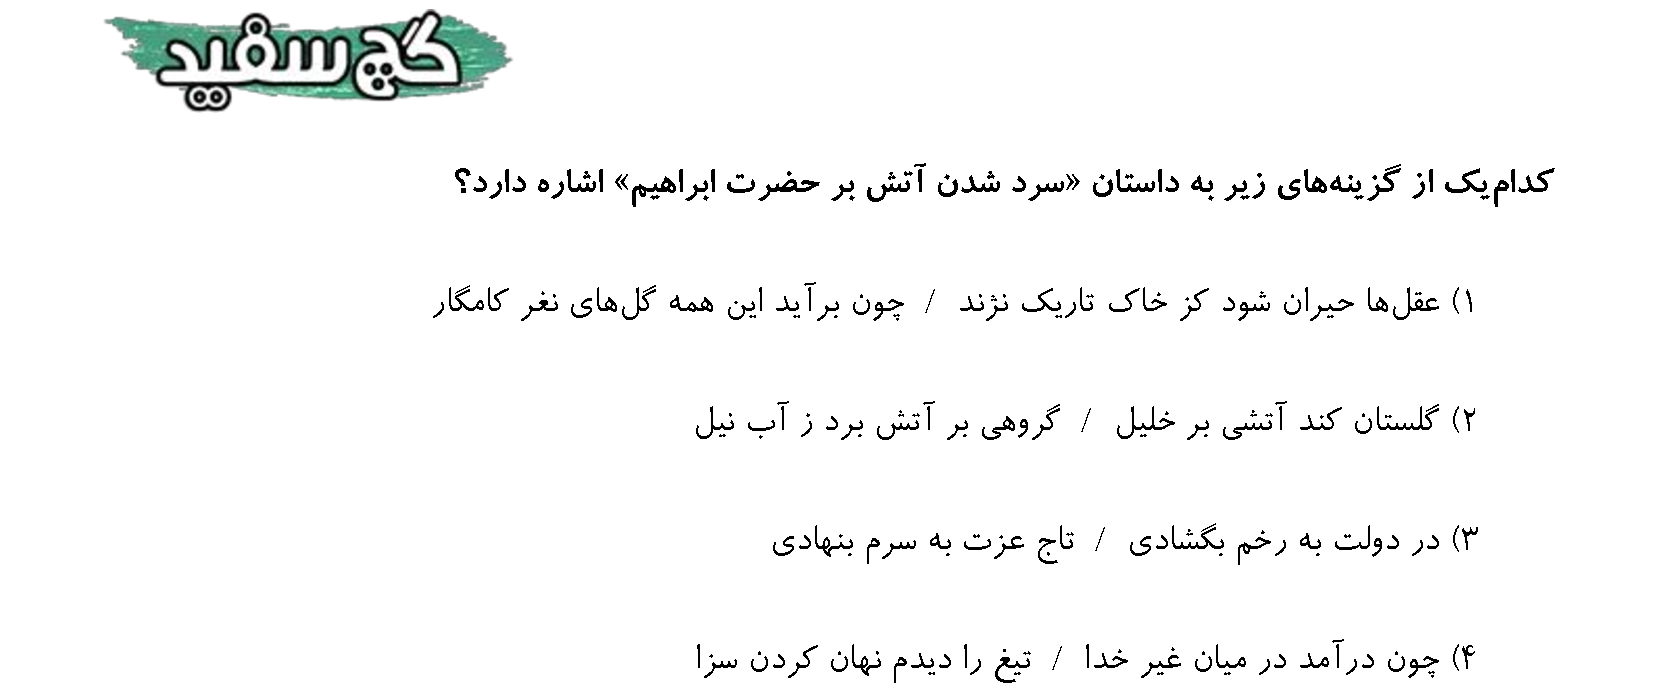 گچ سفید
کدام‌یک از گزینه‌های زیر به داستان «سرد شدن آتش بر حضرت ابراهیم» اشاره دارد؟
۱) عقل‌ها حیران شود کز خاک تاریک نژند / چون برآید این همه گل‌های نغر کامگار
۲) گلستان کند آتشی بر خلیل / گروهی بر آتش برد ز آب نیل
۳) در دولت به رخم بگشادی / تاج عزت به سرم بنهادی
۴) چون درآمد در میان غیر خدا / تیغ را دیدم نهان کردن سزا